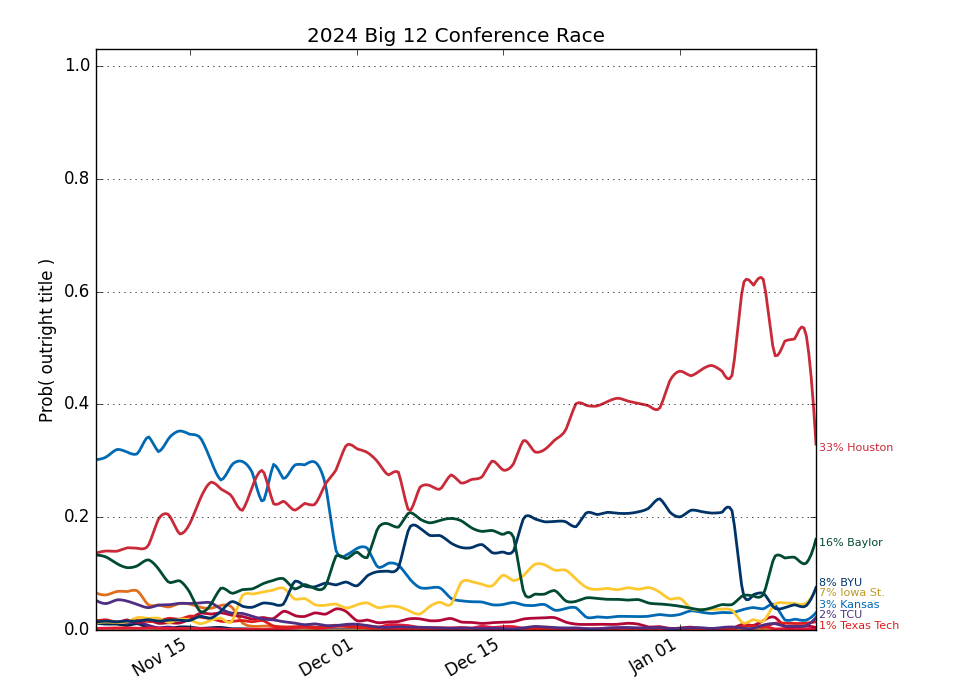 2024 Big 12 Conference Race
Prob( outright title )
1.0
0.8
0.6
0.4
0.2
0.0
Nov 15
Dec 01
Dec 15
Jan 01
33% Houston
16% Baylor
8% BYU
7% Iowa St.
3% Kansas
2% TCU
1% Texas Tech